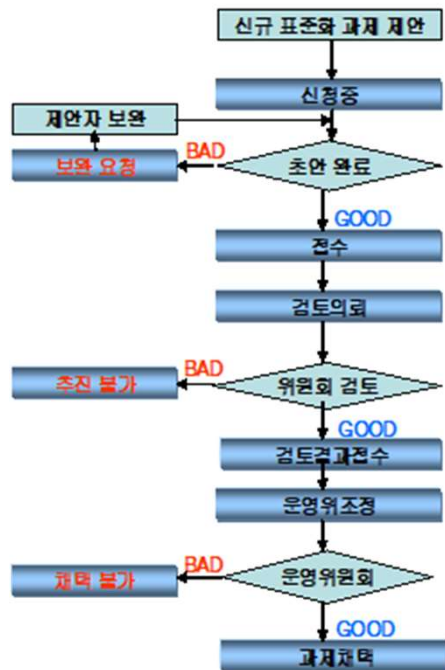 신규 표준화 과제 제안
신청중
제안자 보완
보완 요청
BAD
초안 완료
GOOD
접수
검토의뢰
추진 불가
BAD
위원회 검토
GOOD
검토결과접수
운영위조정
채택 불가
BAD
운영위원회
GOOD
과제채택